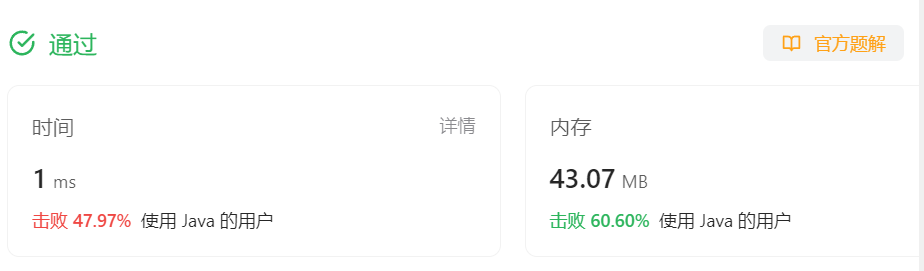 通过
官方题解
时间
详情
1 ms
击败 47.97% 使用 Java 的用户
内存
43.07 MB
击败 60.60% 使用 Java 的用户